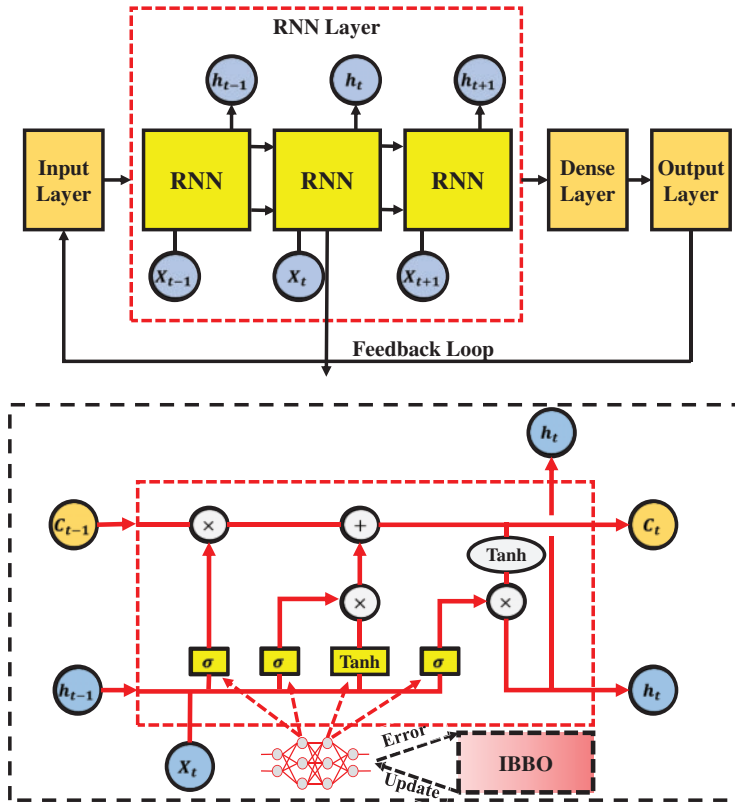 RNN Layer
h_{t-1}
h_t
h_{t+1}
Input
Layer
RNN
RNN
RNN
Dense
Layer
Output
Layer
X_{t-1}
X_t
X_{t+1}
Feedback Loop
h_t
C_{t-1}
×
+
C_t
Tanh
×
×
σ
σ
Tanh
σ
h_{t-1}
h_t
X_t
Error
Update
IBBO